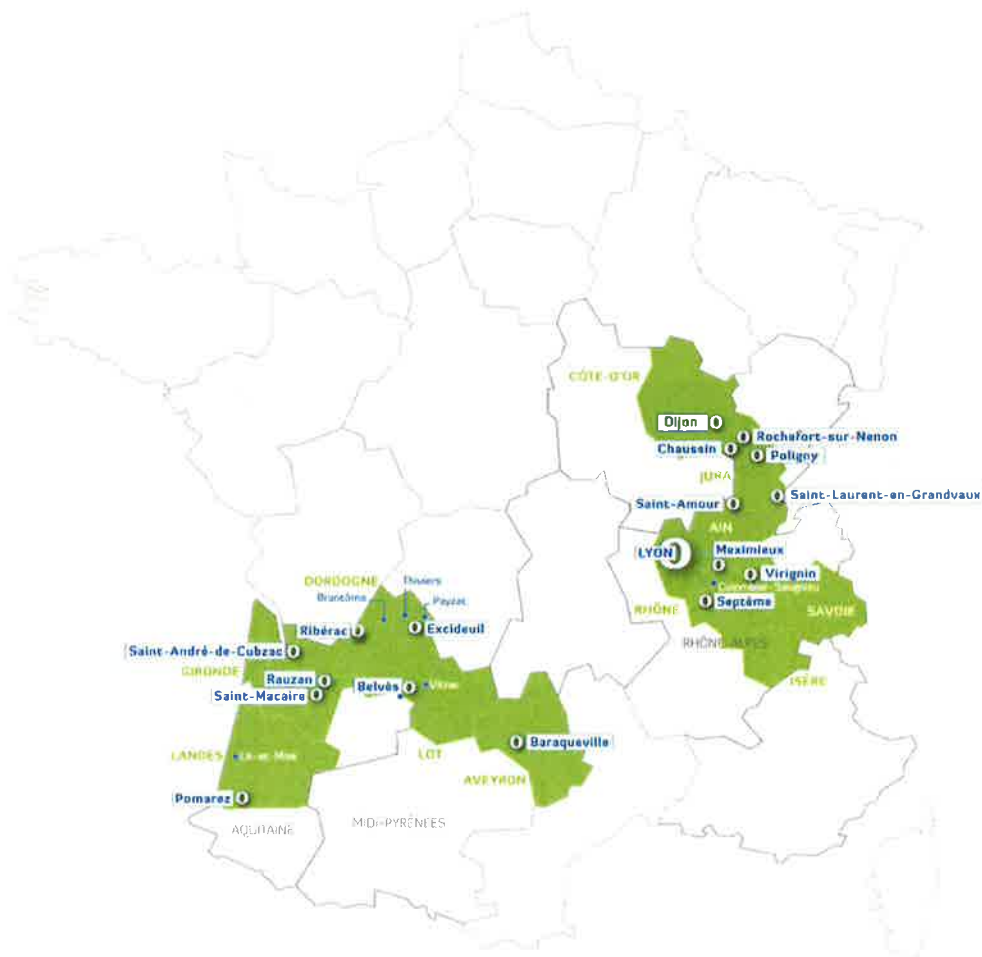 CÔTE-D'OR
Dijon
Rochefort-sur-Nenon
Chaussin
Poligny
JURA
Saint-Laurent-en-Grandvaux
Saint-Amour
AIN
LYON
Meximieux
Virignin
Septème
RHÔNE
SAVOIE
RHÔNE-ALPES
ISÈRE
DORDOGNE
Thiviers
Brantôme
Payzac
Ribérac
Excideuil
Saint-André-de-Cubzac
GIRONDE
Rauzan
Belvès
Saint-Macaire
LANDES
LOT
Baraqueville
AVEYRON
Pomarez
AQUITAINE
MIDI-PYRÉNÉES